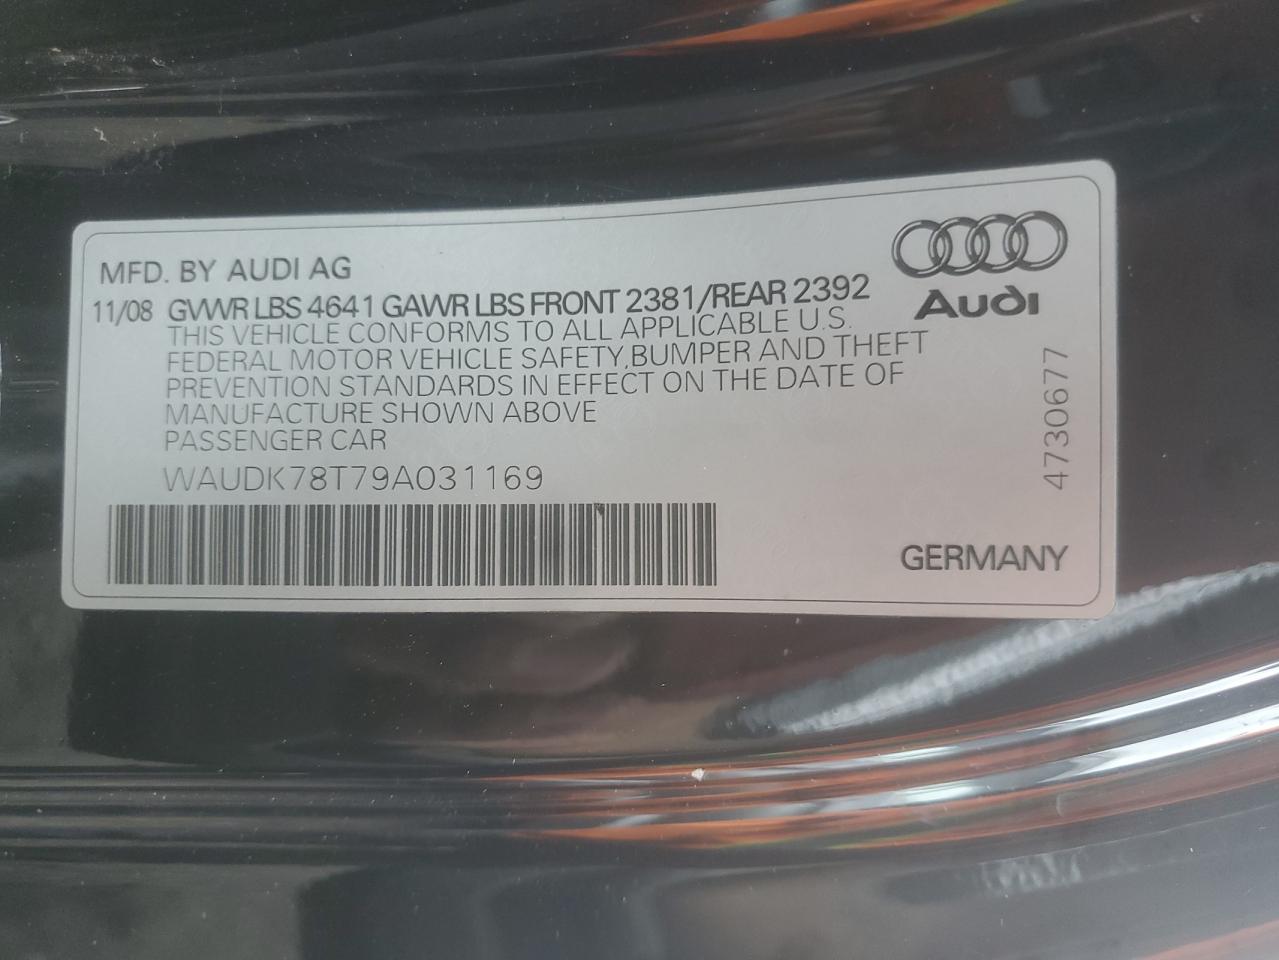 MFD. BY AUDI AG
11/08 GVWR LBS 4641 GAWR LBS FRONT 2381/REAR 2392
THIS VEHICLE CONFORMS TO ALL APPLICABLE U.S.
FEDERAL MOTOR VEHICLE SAFETY,BUMPER AND THEFT
PREVENTION STANDARDS IN EFFECT ON THE DATE OF
MANUFACTURE SHOWN ABOVE
PASSENGER CAR
WAUDK78T79A031169
Audi
4730677
GERMANY